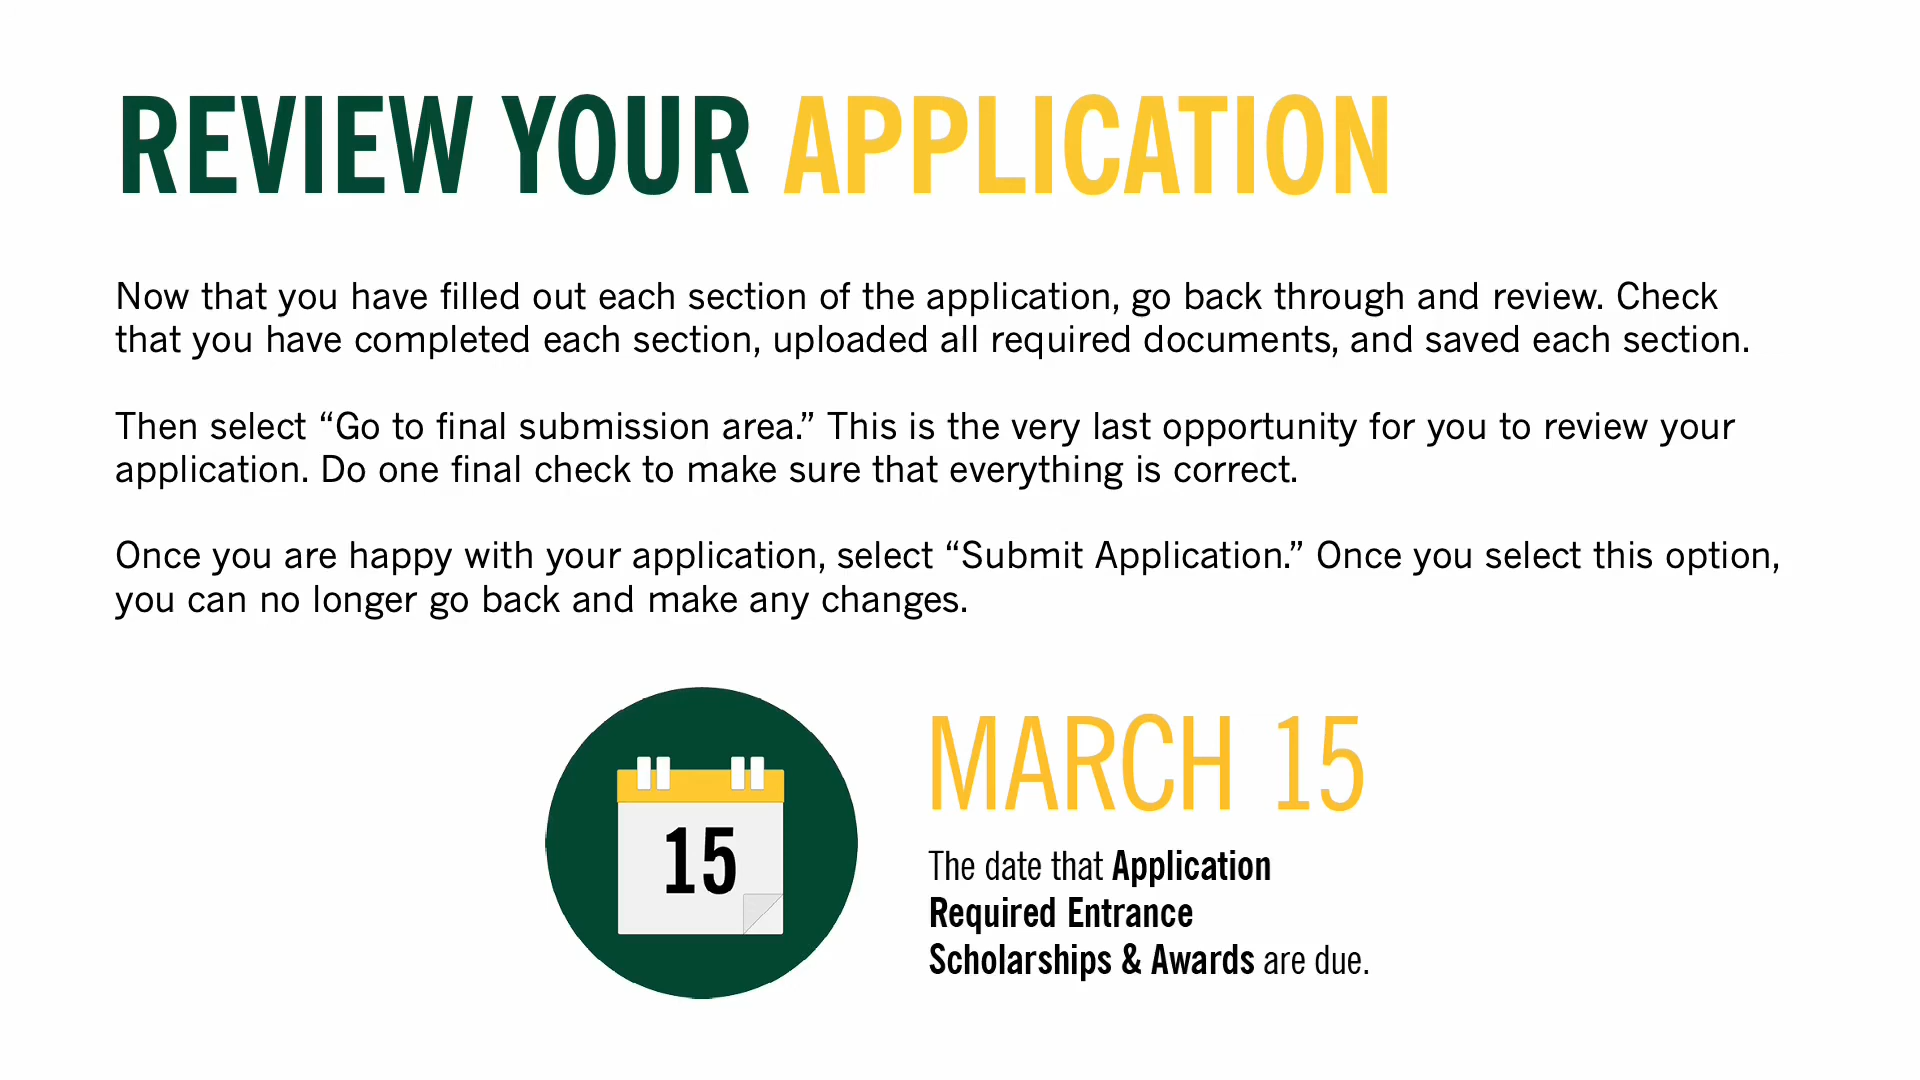 REVIEW YOUR APPLICATION
Now that you have filled out each section of the application, go back through and review. Check
that you have completed each section, uploaded all required documents, and saved each section.
Then select “Go to final submission area.” This is the very last opportunity for you to review your
application. Do one final check to make sure that everything is correct.
Once you are happy with your application, select “Submit Application.” Once you select this option,
you can no longer go back and make any changes.
15
MARCH 15
The date that Application
Required Entrance
Scholarships & Awards are due.